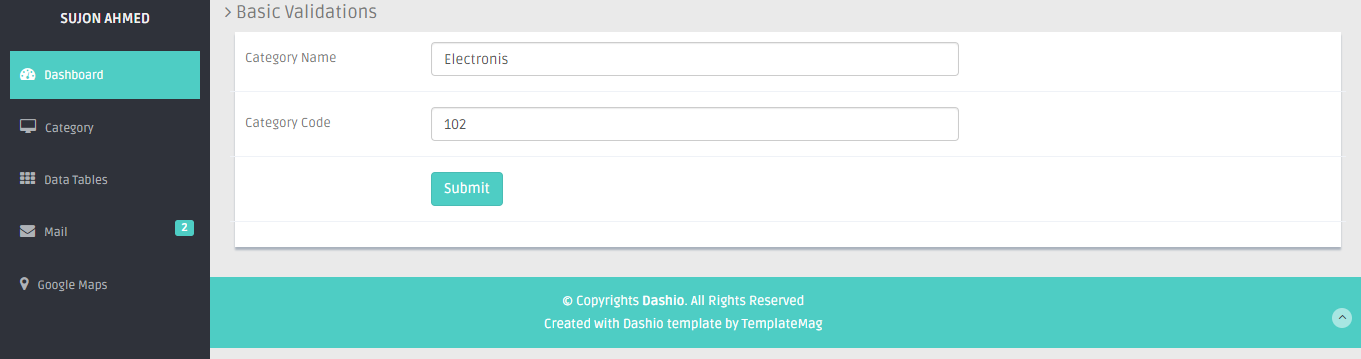 SUJON AHMED
Dashboard
Category
Data Tables
Mail 2
Google Maps
> Basic Validations
Category Name Electronis
Category Code 102
Submit
© Copyrights Dashio. All Rights Reserved
Created with Dashio template by TemplateMag